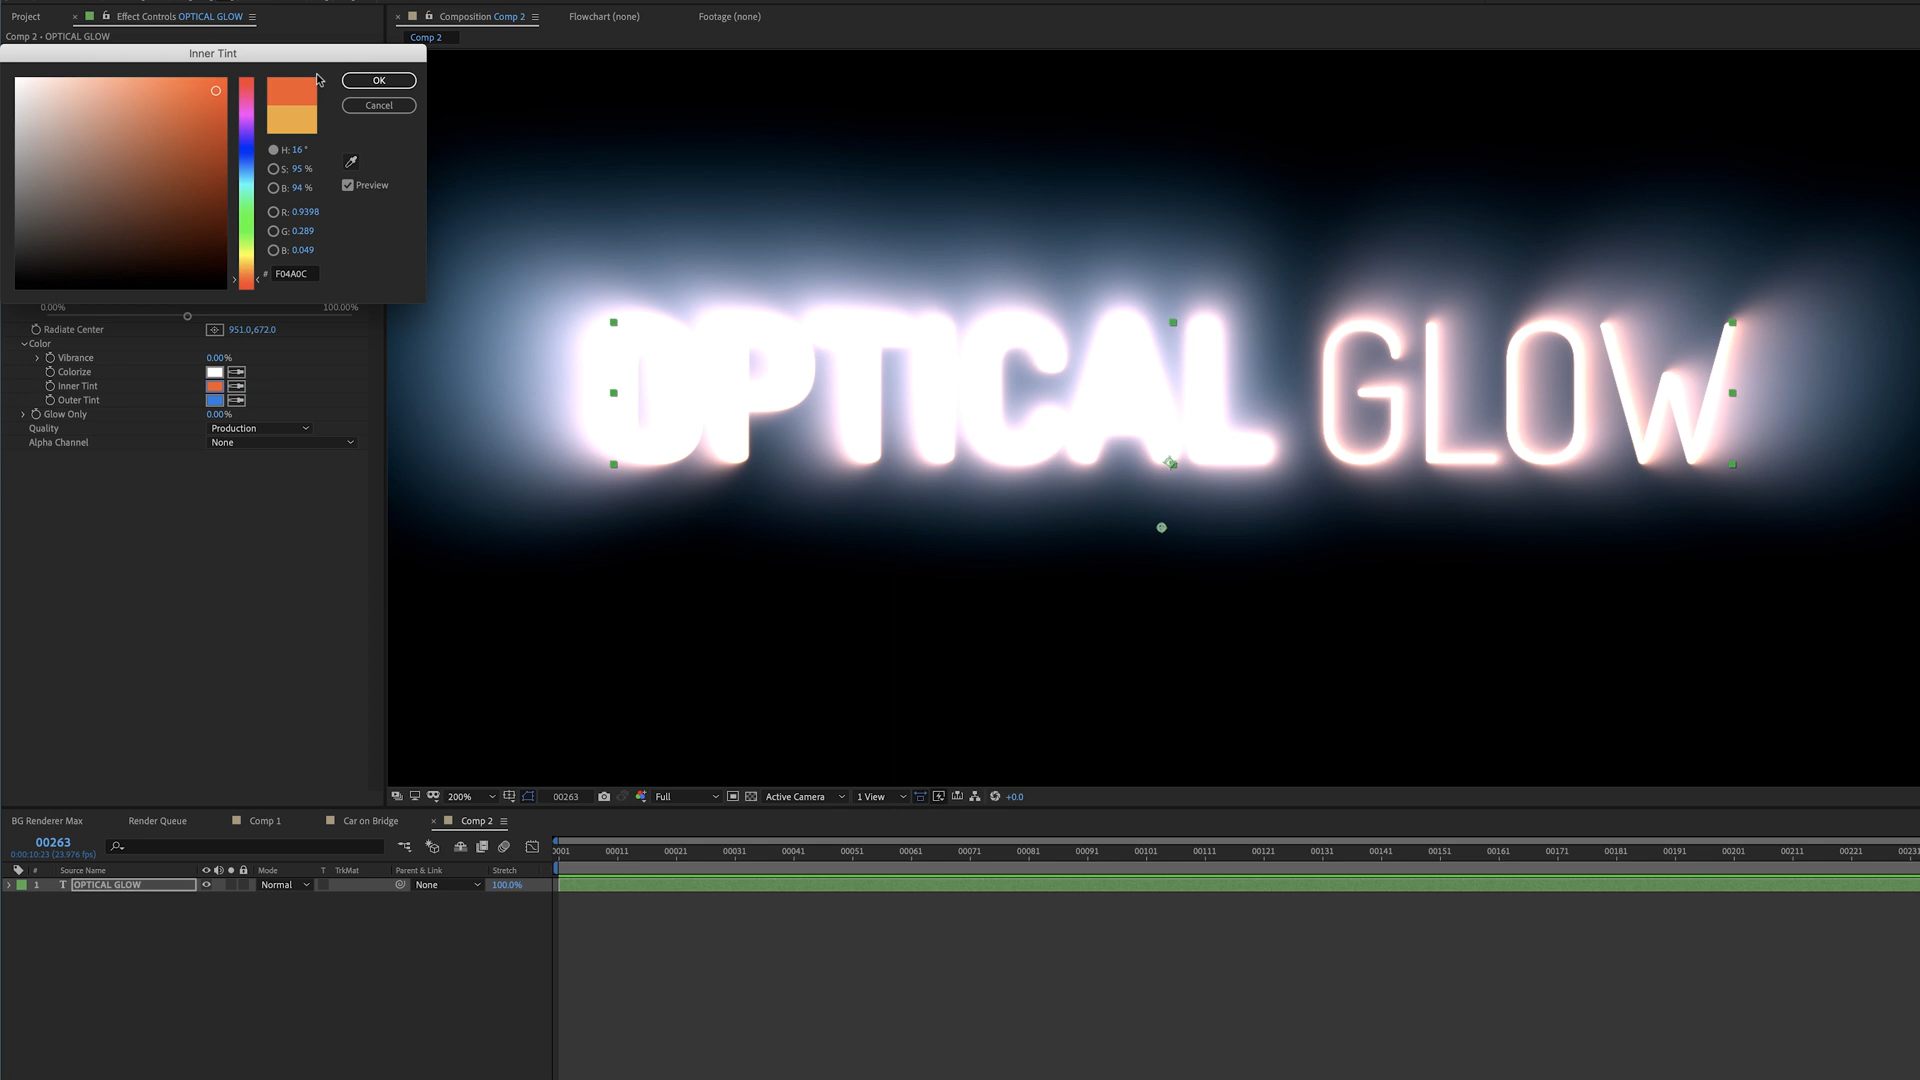 Project
× Effect Controls OPTICAL GLOW
Comp 2 • OPTICAL GLOW
× Composition Comp 2
Flowchart (none)
Footage (none)
Comp 2
Inner Tint
OK
Cancel
H: 16 °
S: 95 %
B: 94 %
Preview
R: 0.9398
G: 0.289
B: 0.049
# F04A0C
0.00%
100.00%
Radiate Center
951.0,672.0
Color
Vibrance
0.00%
Colorize
Inner Tint
Outer Tint
Glow Only
0.00%
Quality
Production
Alpha Channel
None
OPTICAL GLOW
200%
00263
Full
Active Camera
1 View
+0.0
BG Renderer Max
Render Queue
Comp 1
Car on Bridge
× Comp 2
00263
0:00:10:23 (23.976 fps)
0001 00011 00021 00031 00041 00051 00061 00071 00081 00091 00101 00111 00121 00131 00141 00151 00161 00171 00181 00191 00201 00211 00221 00231
# Source Name Mode T TrkMat Parent & Link Stretch
1 T OPTICAL GLOW Normal None 100.0%